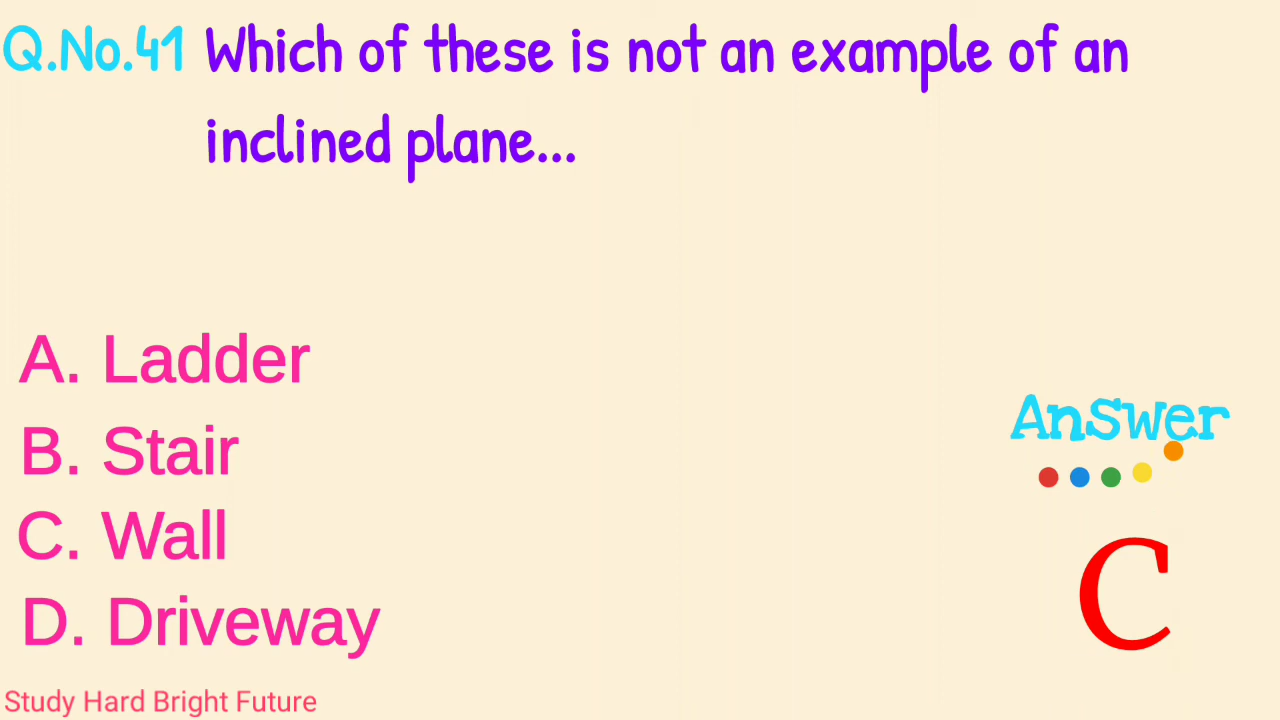 Q.No.41 Which of these is not an example of an
inclined plane...
A. Ladder
B. Stair
C. Wall
D. Driveway
Answer
C
Study Hard Bright Future